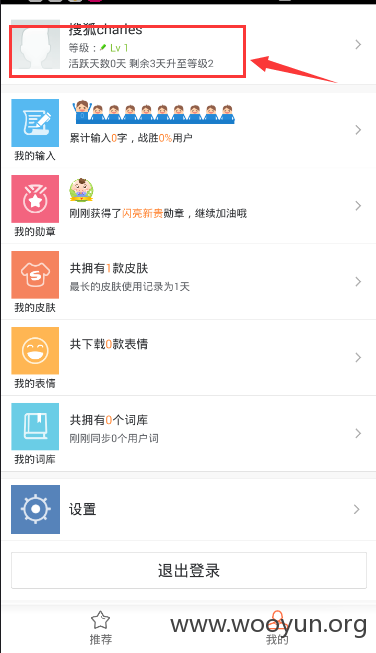 搜狐charles
等级： Lv 1
活跃天数0天 剩余3天升至等级2
我的输入
累计输入0字，战胜0%用户
我的勋章
刚刚获得了闪亮新贵勋章，继续加油哦
我的皮肤
共拥有1款皮肤
最长的皮肤使用记录为1天
我的表情
共下载0款表情
我的词库
共拥有0个词库
刚刚同步0个用户词
设置
退出登录
推荐
我的
www.wooyun.org